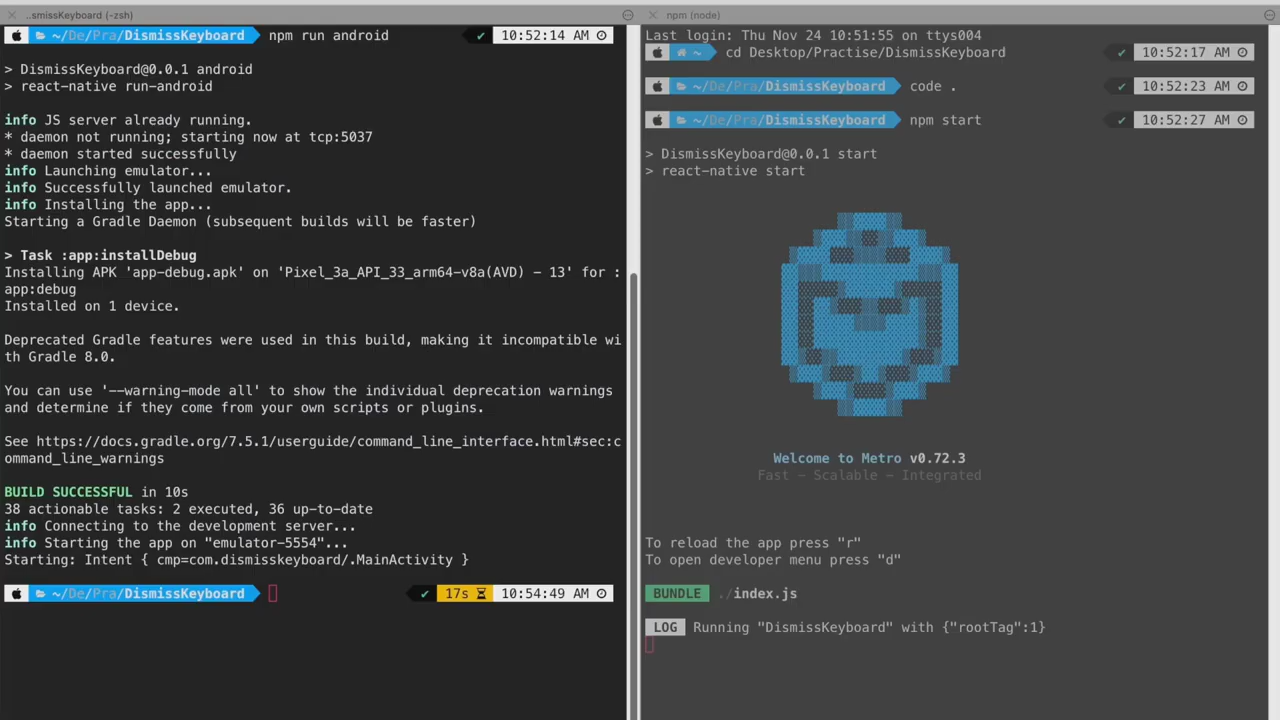 ..smissKeyboard (-zsh)
~/De/Pra/DismissKeyboard npm run android ✔ 10:52:14 AM
> DismissKeyboard@0.0.1 android
> react-native run-android
info JS server already running.
* daemon not running; starting now at tcp:5037
* daemon started successfully
info Launching emulator...
info Successfully launched emulator.
info Installing the app...
Starting a Gradle Daemon (subsequent builds will be faster)
> Task :app:installDebug
Installing APK 'app-debug.apk' on 'Pixel_3a_API_33_arm64-v8a(AVD) - 13' for :
app:debug
Installed on 1 device.
Deprecated Gradle features were used in this build, making it incompatible wi
th Gradle 8.0.
You can use '--warning-mode all' to show the individual deprecation warnings
and determine if they come from your own scripts or plugins.
See https://docs.gradle.org/7.5.1/userguide/command_line_interface.html#sec:c
ommand_line_warnings
BUILD SUCCESSFUL in 10s
38 actionable tasks: 2 executed, 36 up-to-date
info Connecting to the development server...
info Starting the app on "emulator-5554"...
Starting: Intent { cmp=com.dismisskeyboard/.MainActivity }
~/De/Pra/DismissKeyboard ✔ 17s 10:54:49 AM
npm (node)
Last login: Thu Nov 24 10:51:55 on ttys004
~ cd Desktop/Practise/DismissKeyboard ✔ 10:52:17 AM
~/De/Pra/DismissKeyboard code . ✔ 10:52:23 AM
~/De/Pra/DismissKeyboard npm start ✔ 10:52:27 AM
> DismissKeyboard@0.0.1 start
> react-native start
Welcome to Metro v0.72.3
Fast - Scalable - Integrated
To reload the app press "r"
To open developer menu press "d"
BUNDLE ./index.js
LOG Running "DismissKeyboard" with {"rootTag":1}